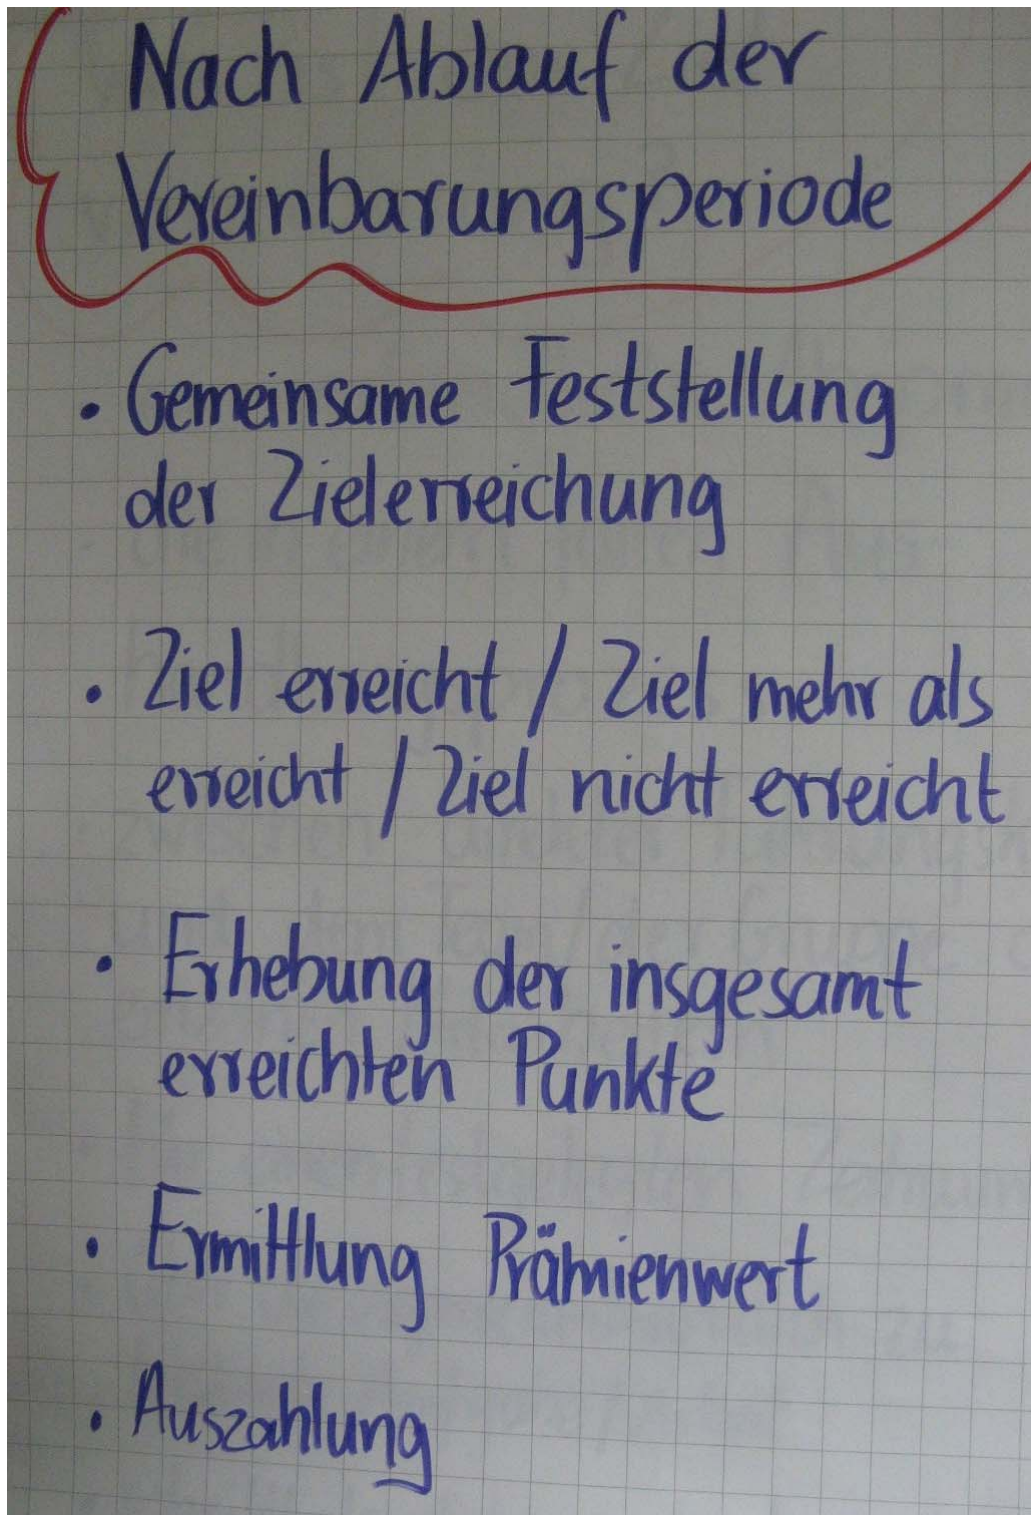 Nach Ablauf der
Vereinbarungsperiode
• Gemeinsame Feststellung
der Zielerreichung
• Ziel erreicht / Ziel mehr als
erreicht / Ziel nicht erreicht
• Erhebung der insgesamt
erreichten Punkte
• Ermittlung Prämienwert
• Auszahlung